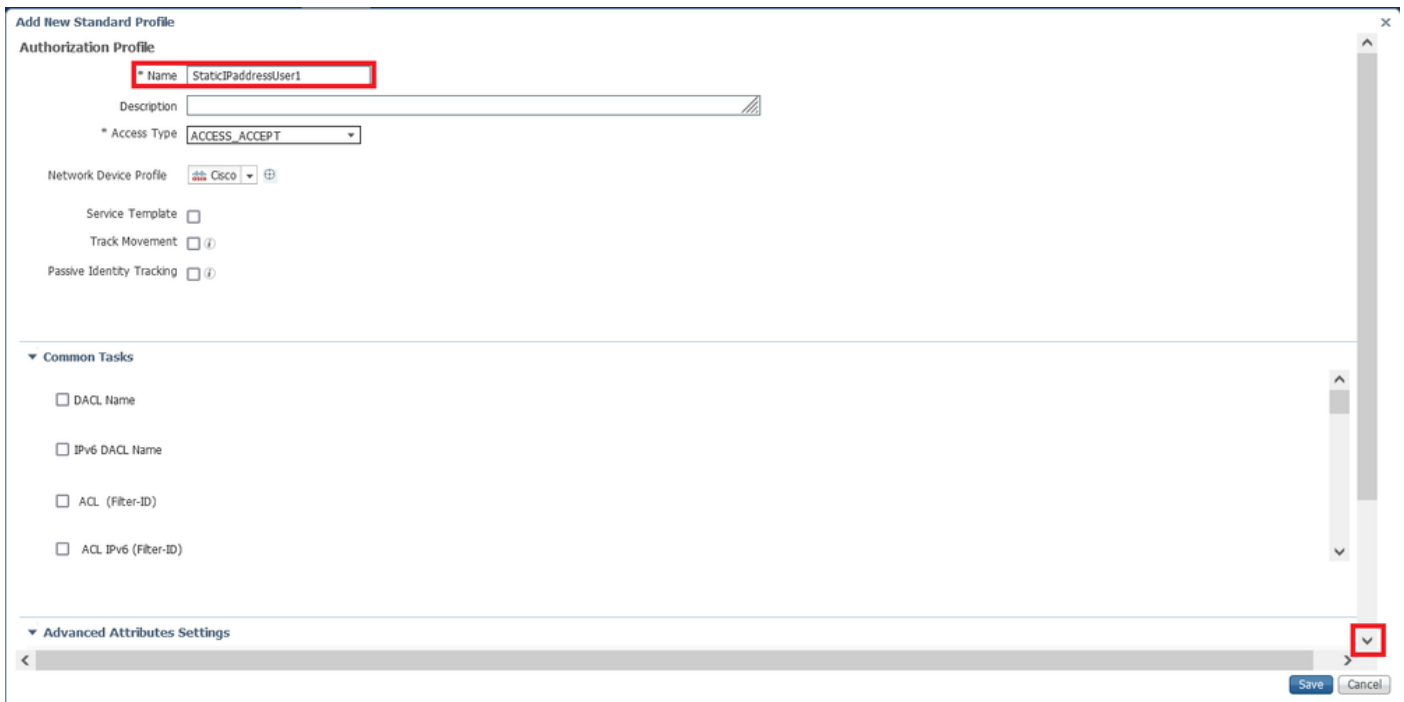 Add New Standard Profile
Authorization Profile
* Name StaticIPaddressUser1
Description
* Access Type ACCESS_ACCEPT
Network Device Profile Cisco
Service Template
Track Movement
Passive Identity Tracking
Common Tasks
DACL Name
IPv6 DACL Name
ACL (Filter-ID)
ACL IPv6 (Filter-ID)
Advanced Attributes Settings
Save Cancel